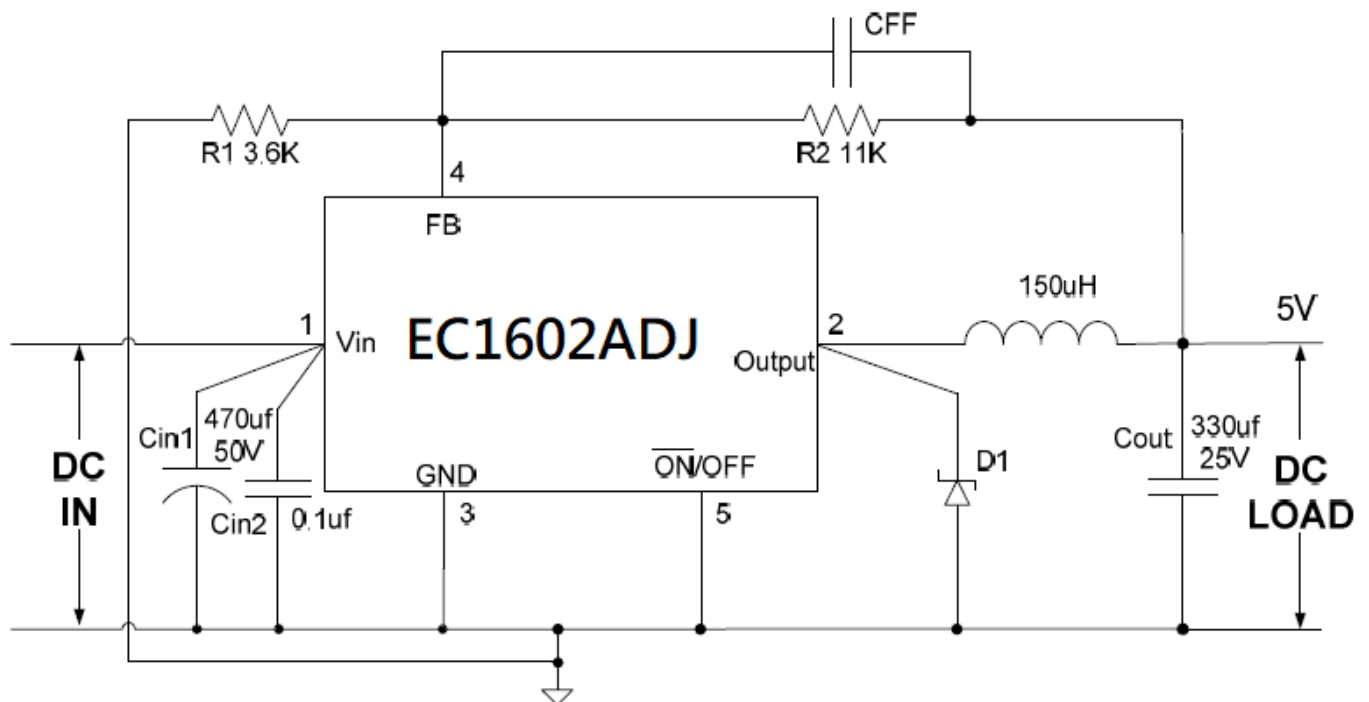 CFF
R1 3.6K
R2 11K
4
FB
150uH
5V
1
Vin
EC1602ADJ
2
Output
Cin1
470uf
50V
DC
IN
Cin2
0.1uf
GND
3
ON/OFF
5
D1
Cout
330uf
25V
DC
LOAD